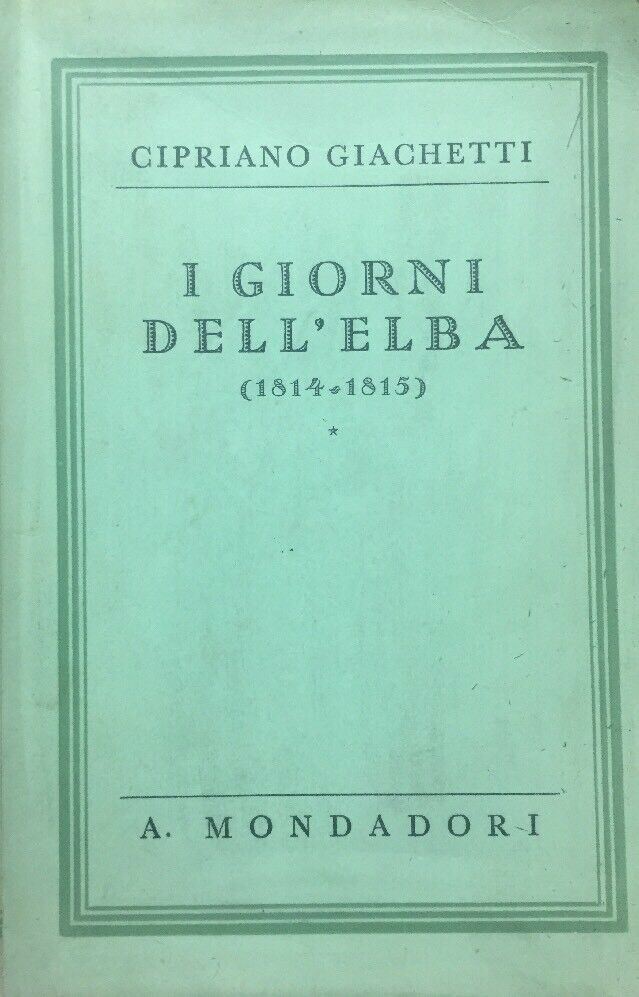 CIPRIANO GIACHETTI
I GIORNI
DELL'ELBA
(1814-1815)
*
A. MONDADORI